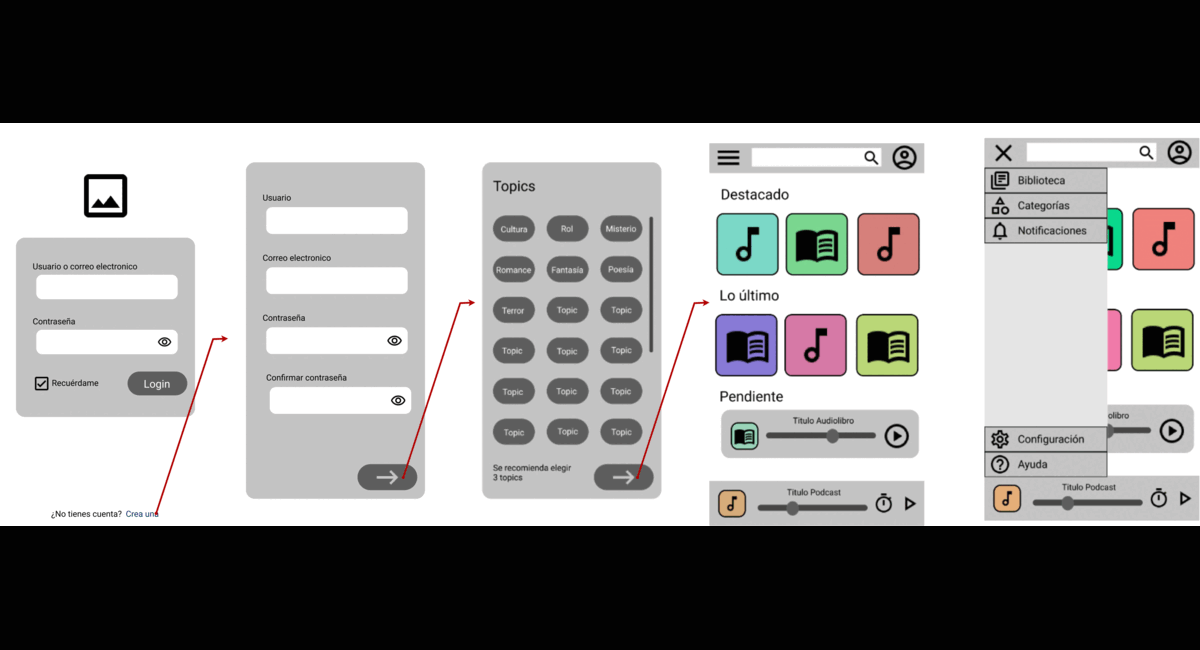 Usuario o correo electronico
Contraseña
Recuérdame
Login
¿No tienes cuenta? Crea una
Usuario
Correo electronico
Contraseña
Confirmar contraseña
Topics
Cultura Rol Misterio
Romance Fantasía Poesía
Terror Topic Topic
Topic Topic Topic
Topic Topic Topic
Topic Topic Topic
Se recomienda elegir
3 topics
Destacado
Lo último
Pendiente
Titulo Audiolibro
Titulo Podcast
Biblioteca
Categorías
Notificaciones
olibro
Configuración
Ayuda
Titulo Podcast